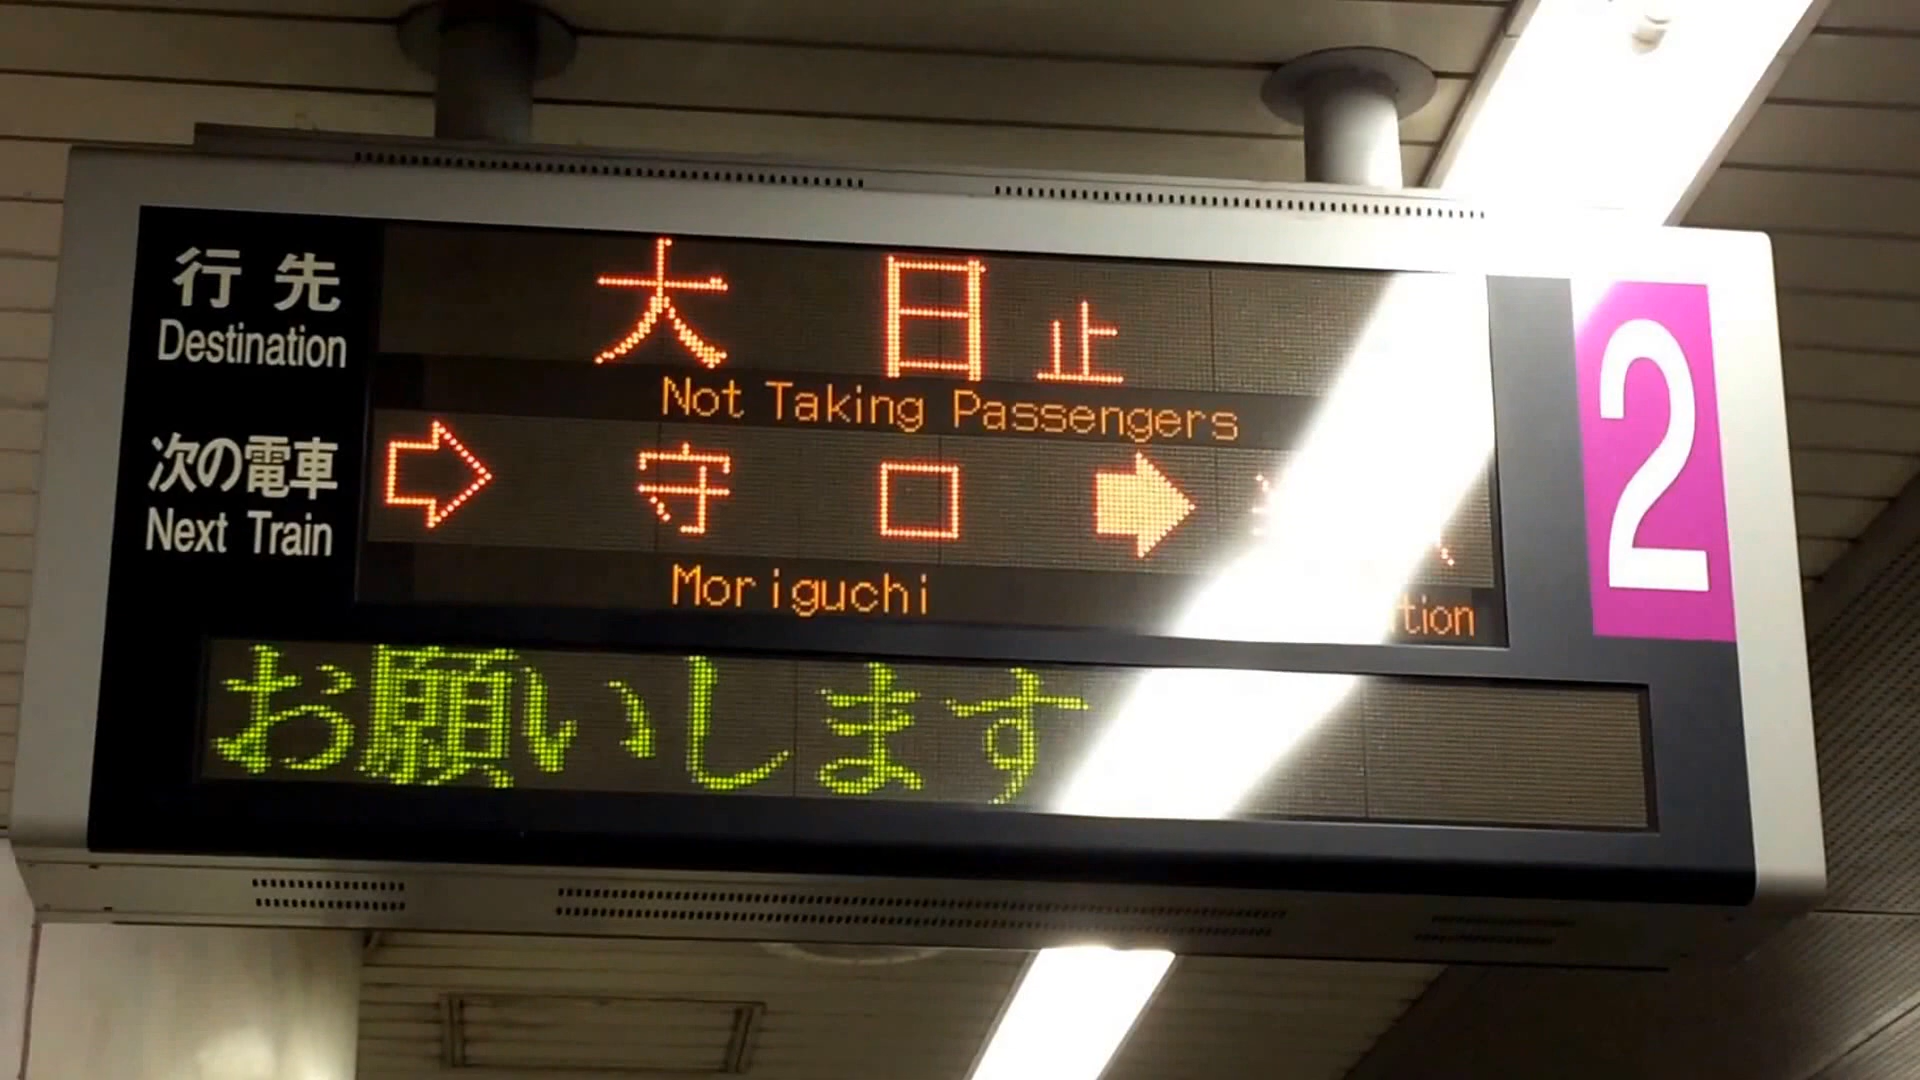 行先 大日止
Destination Not Taking Passengers
次の電車 守口
Next Train Moriguchi
お願いします
2